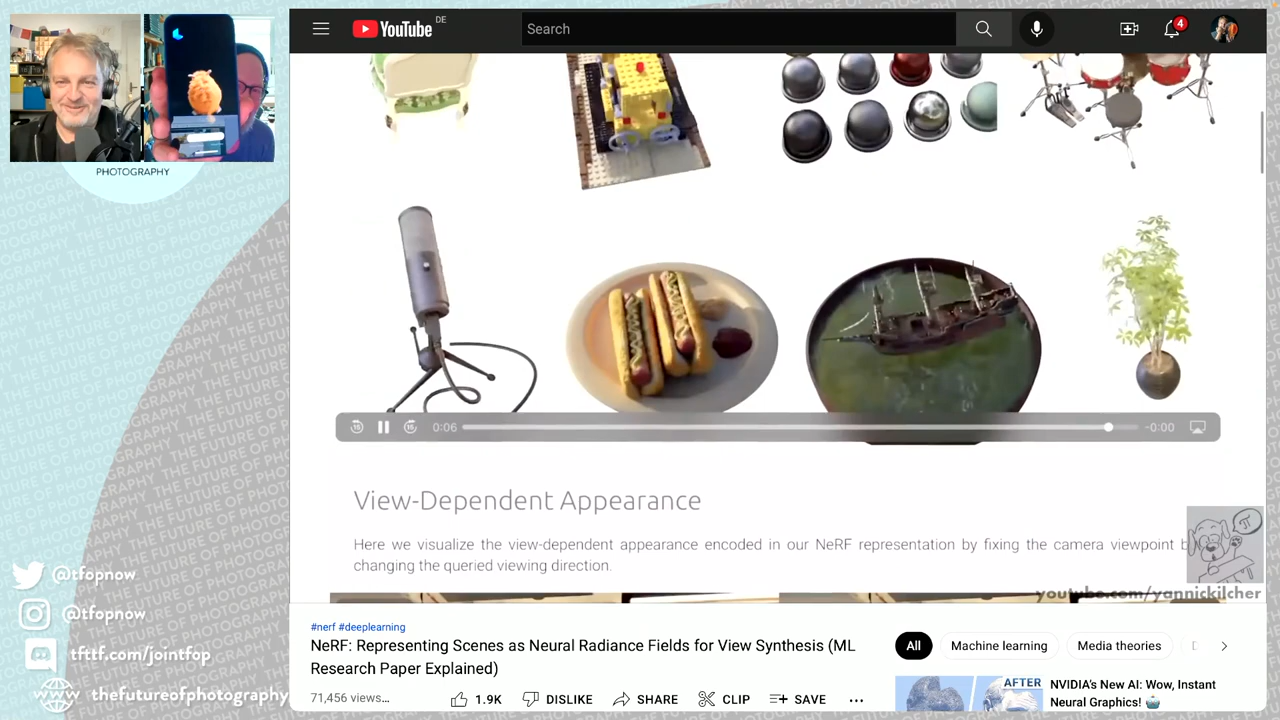 YouTube DE
Search
4
PHOTOGRAPHY
0:06
-0:00
View-Dependent Appearance
Here we visualize the view-dependent appearance encoded in our NeRF representation by fixing the camera viewpoint b
changing the queried viewing direction.
youtube.com/yannickilcher
@tfopnow
@tfopnow
tfttf.com/jointfop
thefutureofphotography
#nerf #deeplearning
NeRF: Representing Scenes as Neural Radiance Fields for View Synthesis (ML
Research Paper Explained)
71,456 views...
1.9K
DISLIKE
SHARE
CLIP
SAVE
All
Machine learning
Media theories
AFTER
NVIDIA's New AI: Wow, Instant
Neural Graphics!
THE FUTURE OF PHOTOGRAPHY